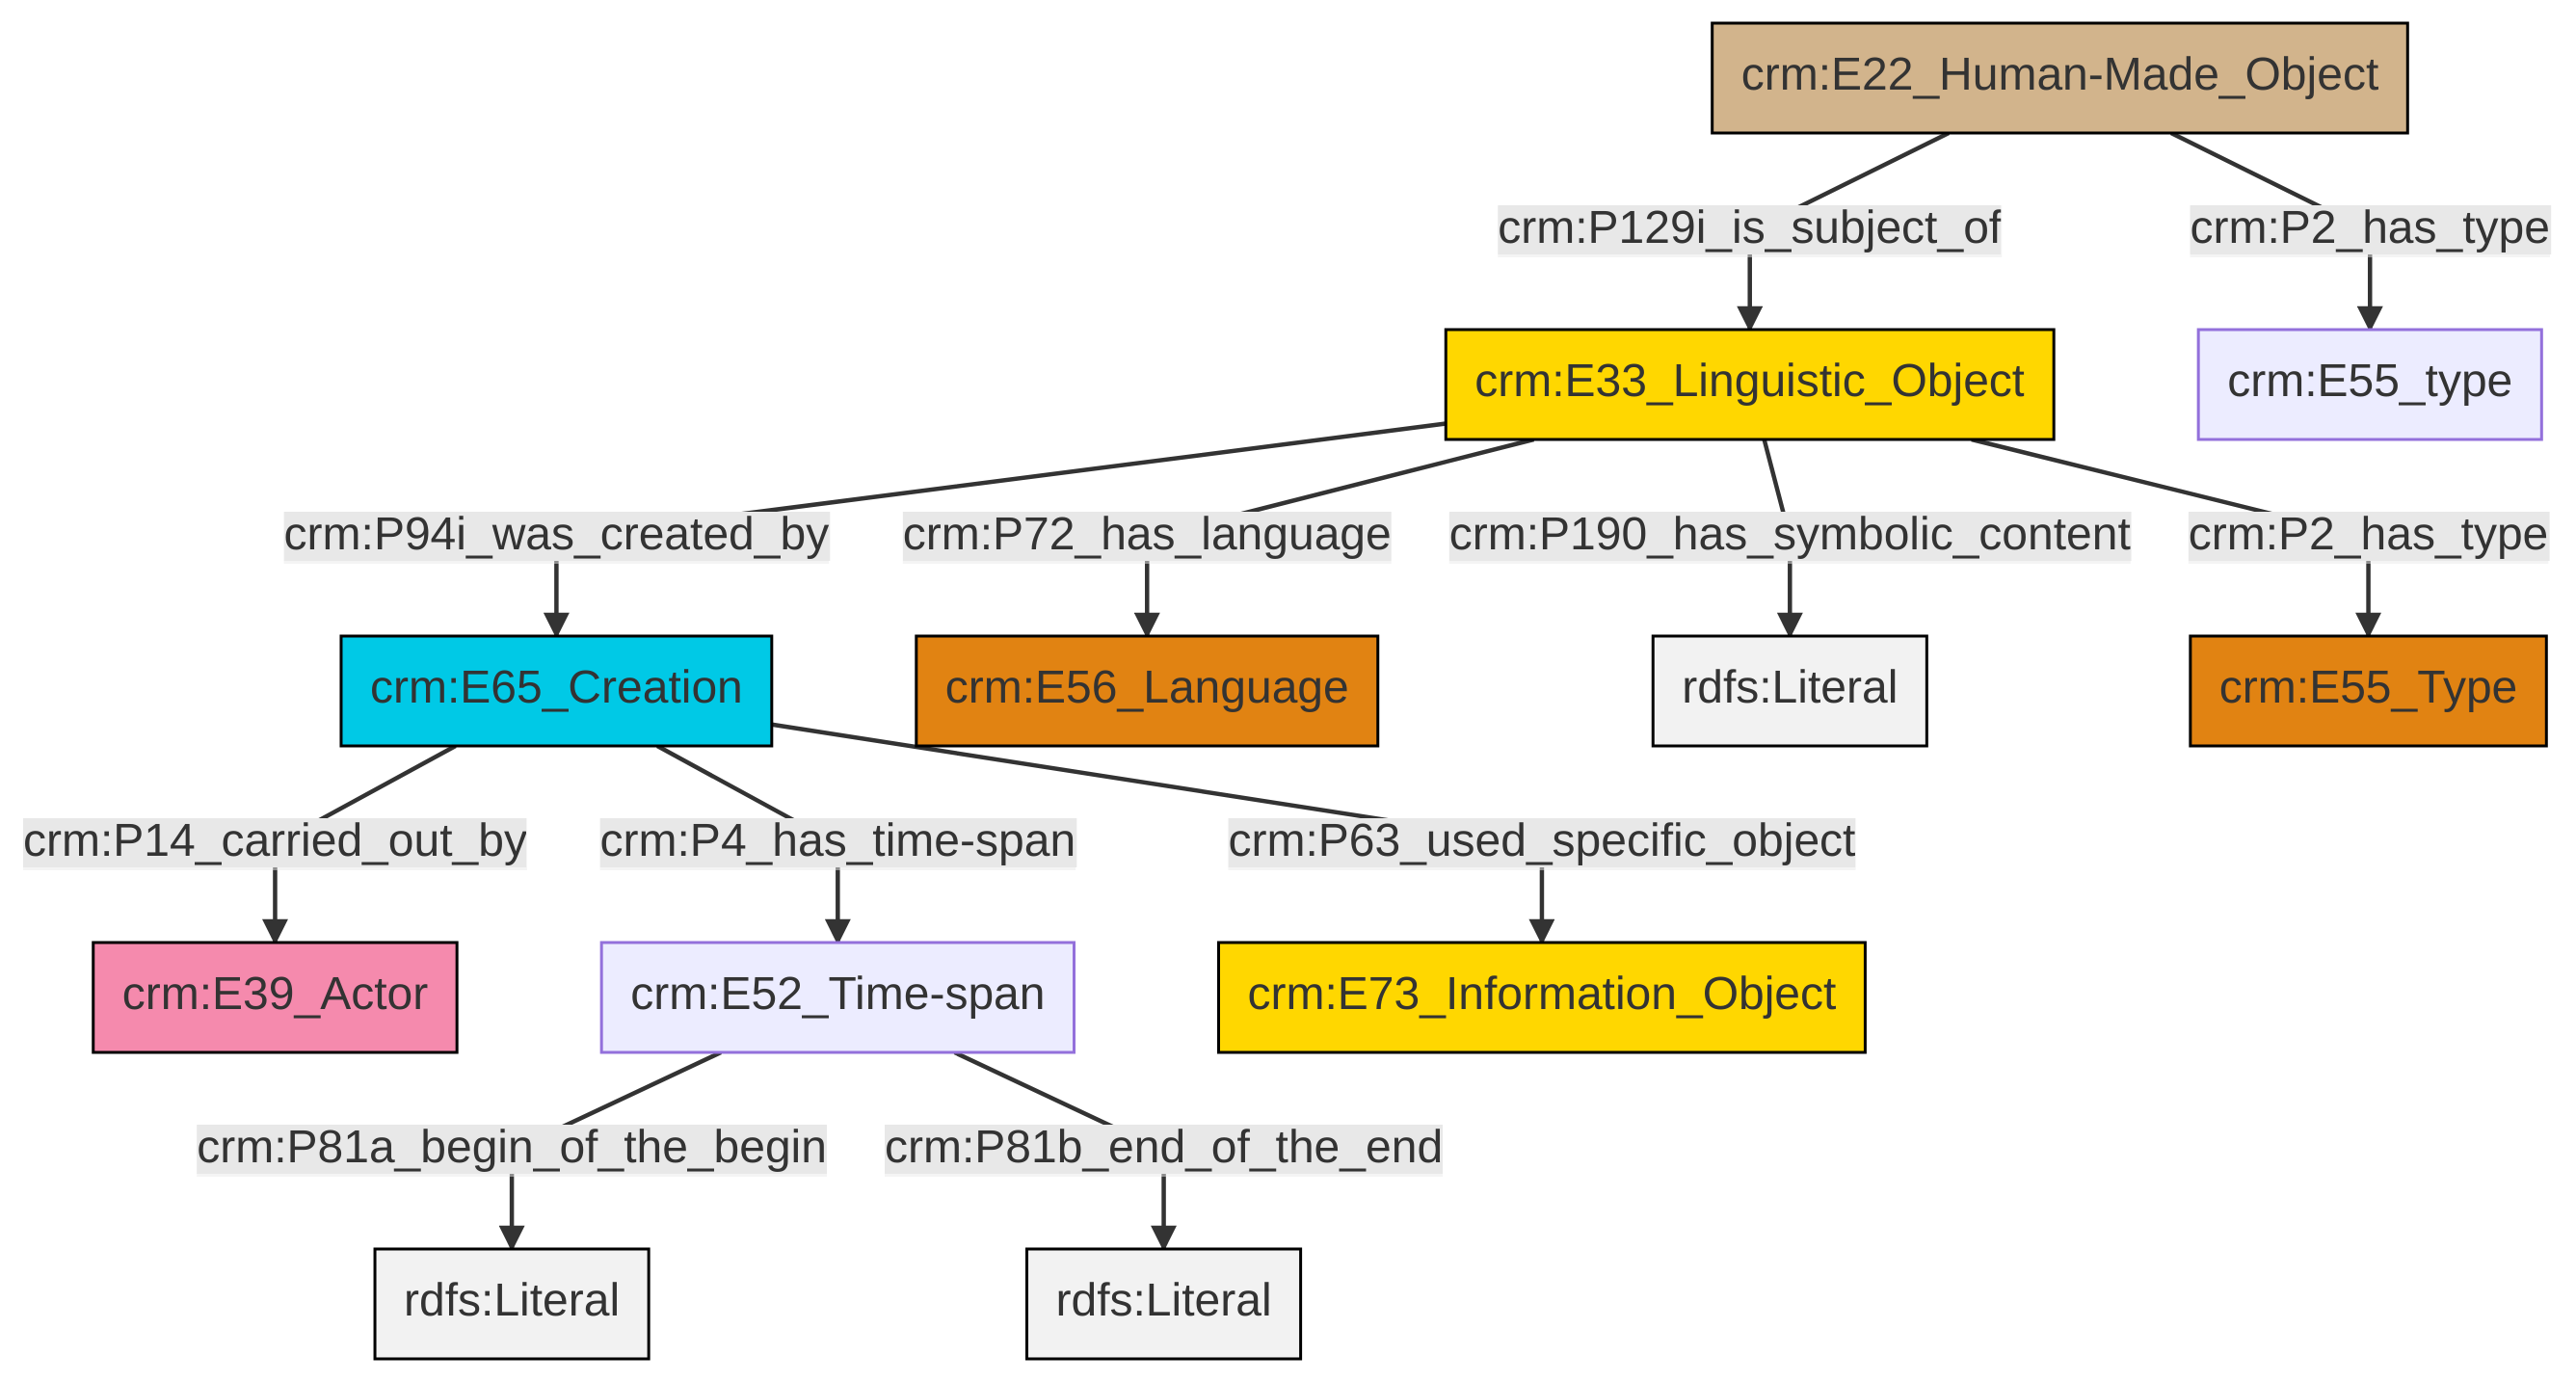 crm:E22_Human-Made_Object
crm:P129i_is_subject_of
crm:P2_has_type
crm:E33_Linguistic_Object
crm:E55_type
crm:P94i_was_created_by
crm:P72_has_language
crm:P190_has_symbolic_content
crm:P2_has_type
crm:E65_Creation
crm:E56_Language
rdfs:Literal
crm:E55_Type
crm:P14_carried_out_by
crm:P4_has_time-span
crm:P63_used_specific_object
crm:E39_Actor
crm:E52_Time-span
crm:E73_Information_Object
crm:P81a_begin_of_the_begin
crm:P81b_end_of_the_end
rdfs:Literal
rdfs:Literal